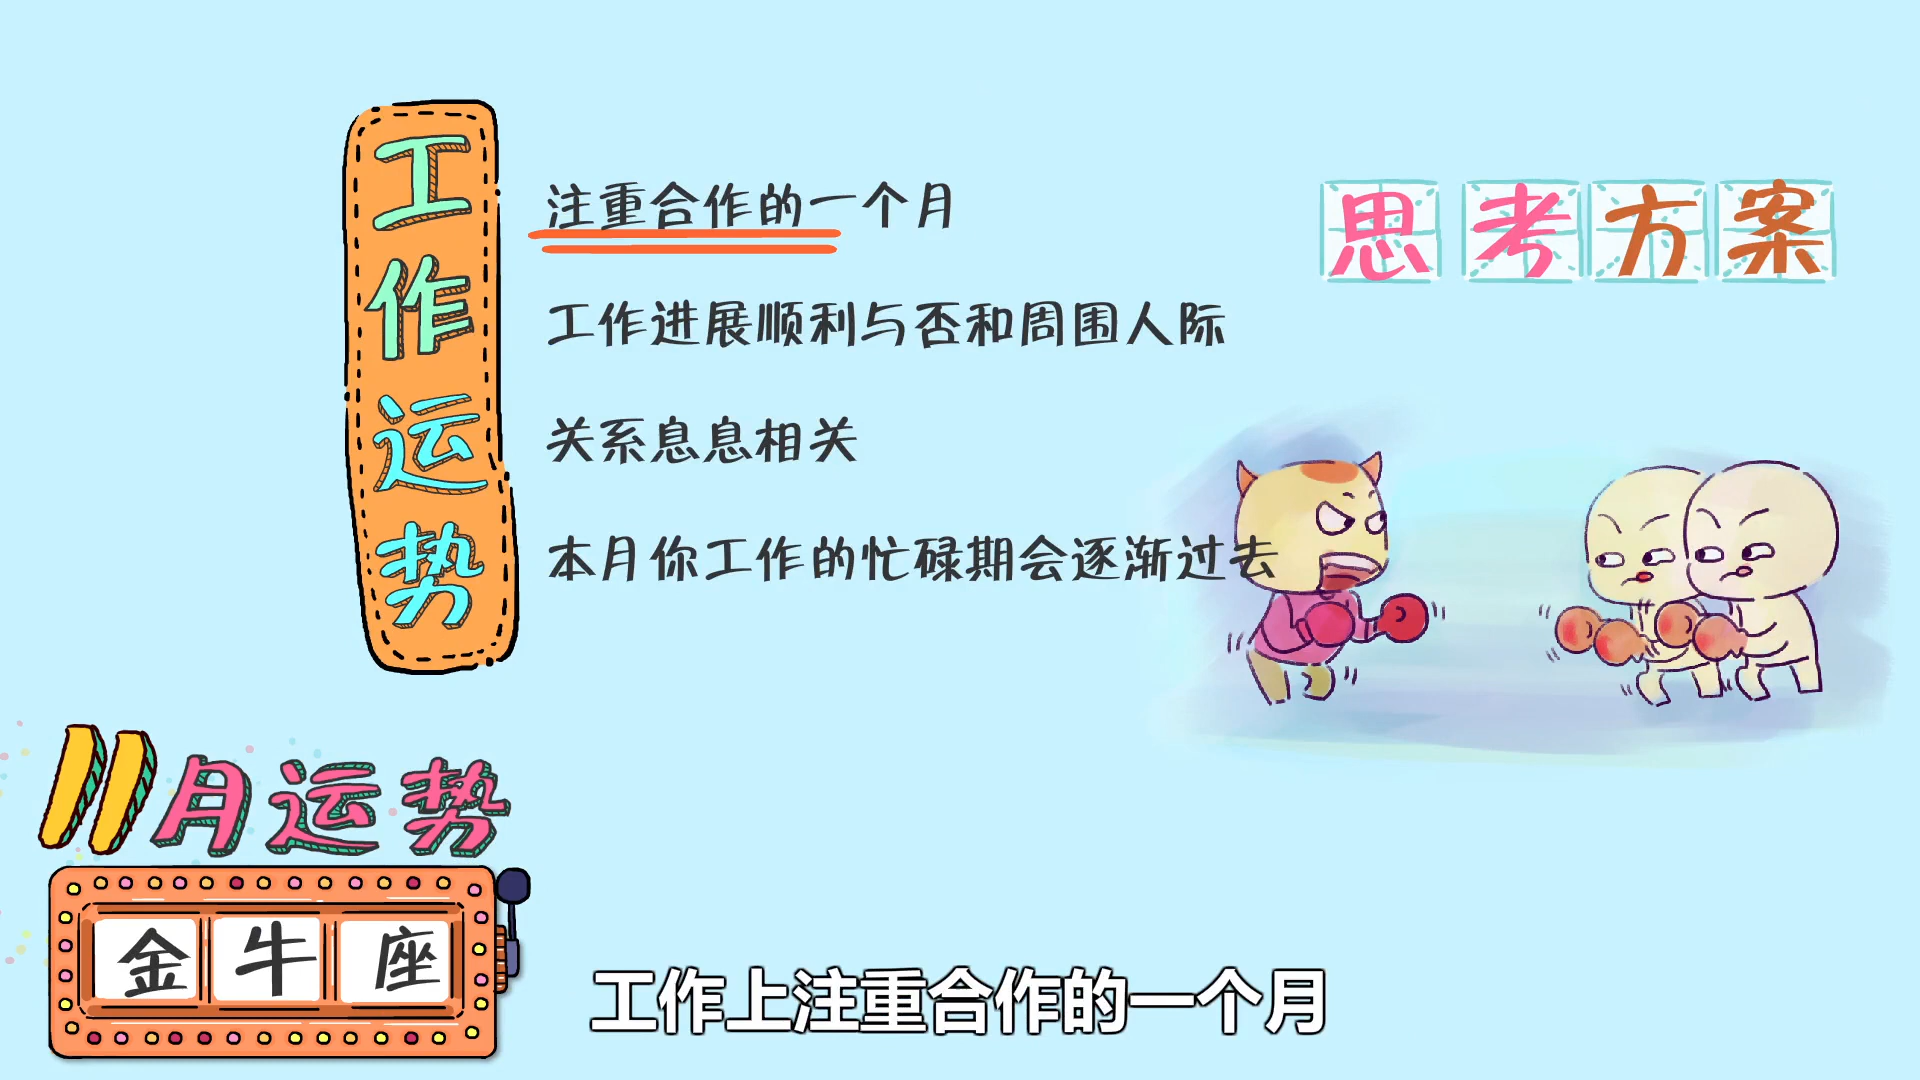 工作运势
注重合作的一个月
工作进展顺利与否和周围人际
关系息息相关
本月你工作的忙碌期会逐渐过去
思考方案
11月运势
金牛座
工作上注重合作的一个月